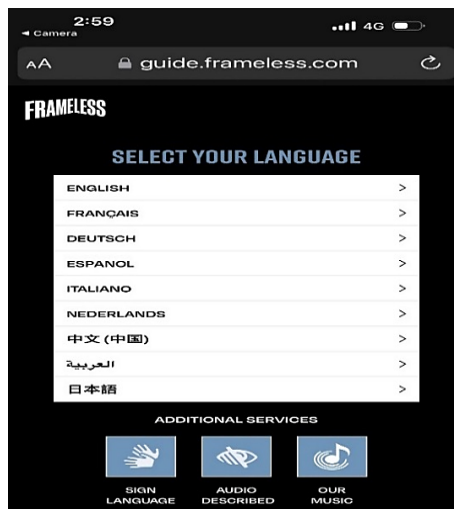 2:59
4G
◄ Camera
AA guide.frameless.com
FRAMELESS
SELECT YOUR LANGUAGE
ENGLISH >
FRANÇAIS >
DEUTSCH >
ESPANOL >
ITALIANO >
NEDERLANDS >
中文 (中国) >
العربية >
日本語 >
ADDITIONAL SERVICES
SIGN LANGUAGE
AUDIO DESCRIBED
OUR MUSIC